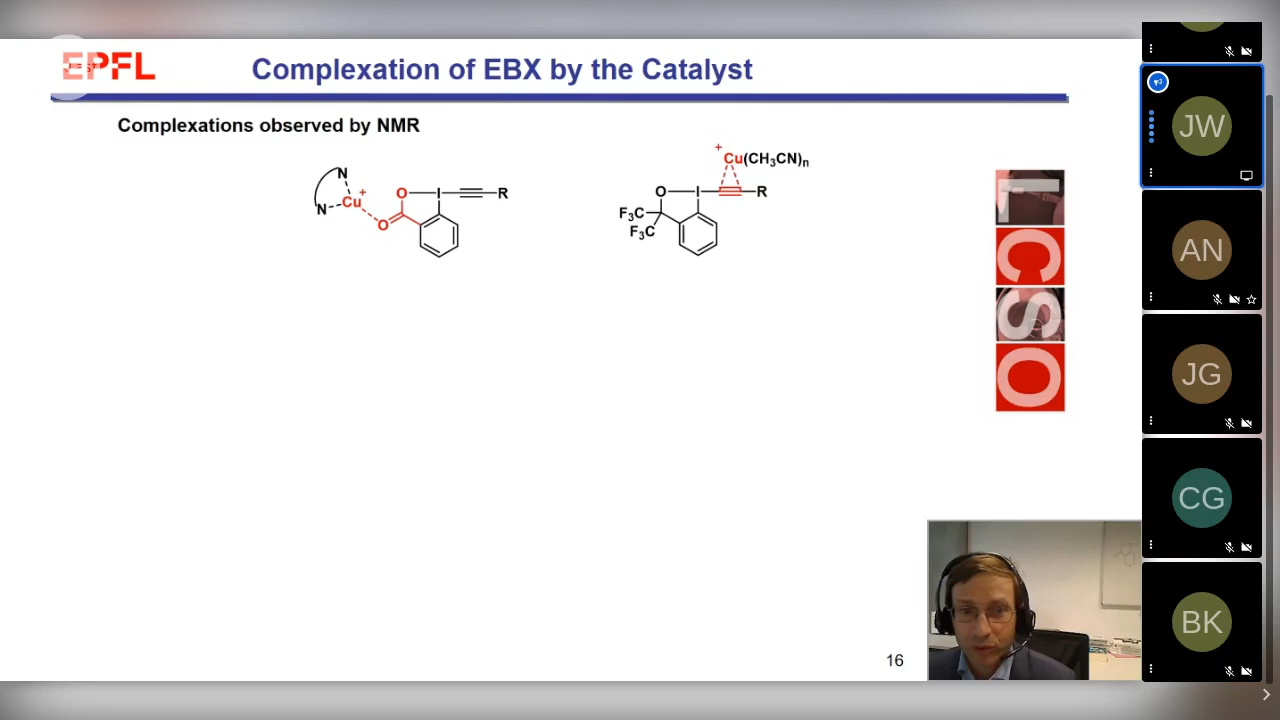 EPFL
Complexation of EBX by the Catalyst
Complexations observed by NMR
N
N
Cu
+
O
O
I
R
+
Cu(CH₃CN)n
O
I
R
F₃C
F₃C
L
C
S
O
16
JW
AN
JG
CG
BK